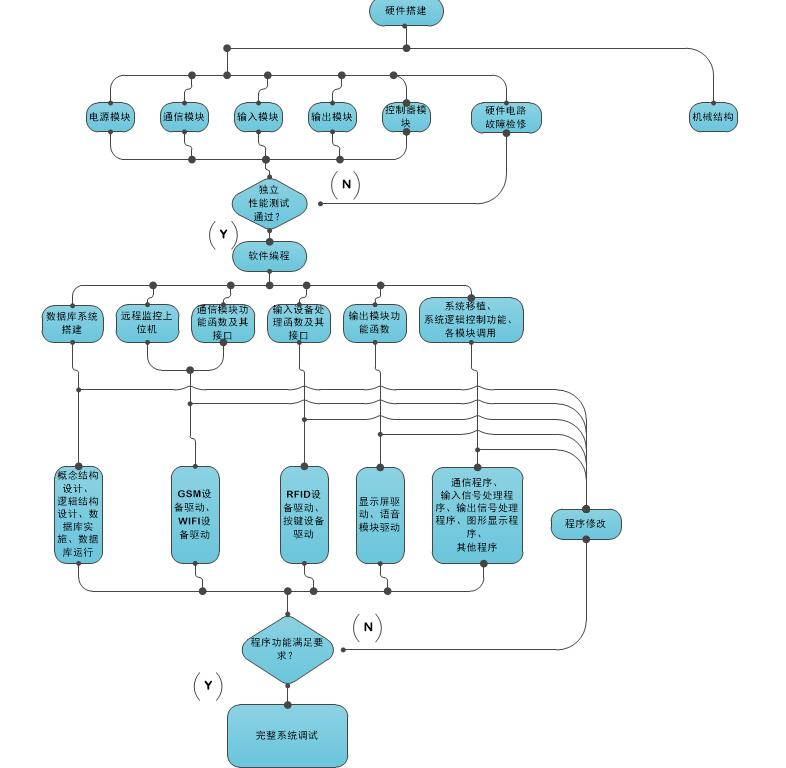 硬件搭建
电源模块
通信模块
输入模块
输出模块
控制器模
块
硬件电路
故障检修
机械结构
独立
性能测试
通过？
N
Y
软件编程
数据库系统
搭建
远程监控上
位机
通信模块功
能函数及其
接口
输入设备处
理函数及其
接口
输出模块功
能函数
系统移植、
系统逻辑控制功能、
各模块调用
概念结构
设计、
逻辑结构
设计、数
据库实
施、数据
库运行
GSM设
备驱动、
WIFI设
备驱动
RFID设
备驱动、
按键设备
驱动
显示屏驱
动、语音
模块驱动
通信程序、
输入信号处理程
序、输出信号处理
程序、图形显示程
序、
其他程序
程序修改
程序功能满足要
求？
N
Y
完整系统调试